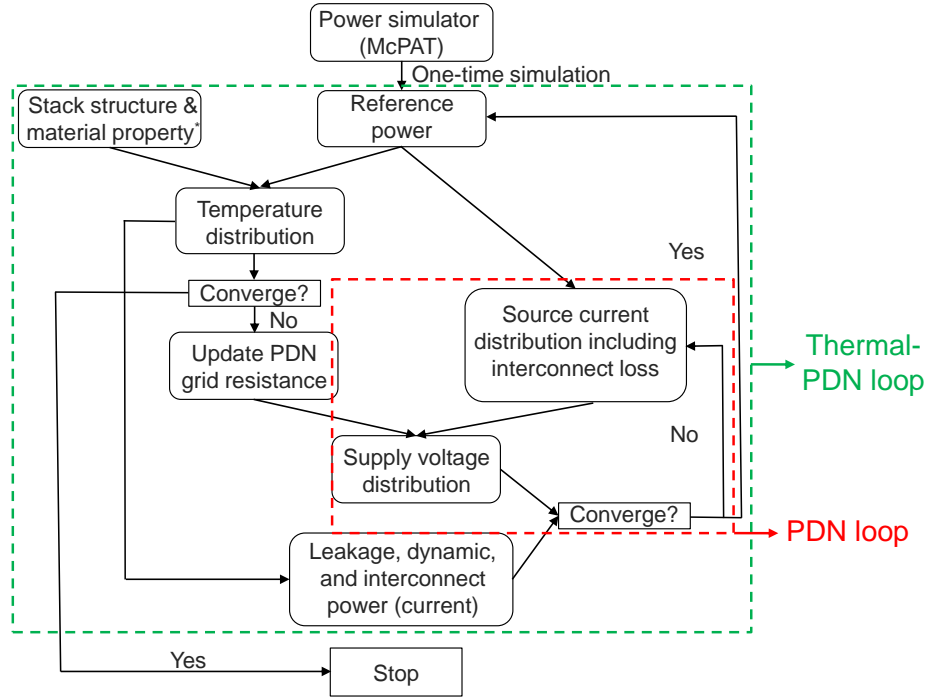 Power simulator
(McPAT)
One-time simulation
Stack structure &
material property*
Reference
power
Temperature
distribution
Yes
Converge?
No
Source current
distribution including
interconnect loss
Update PDN
grid resistance
Thermal-
PDN loop
No
Supply voltage
distribution
Converge?
PDN loop
Leakage, dynamic,
and interconnect
power (current)
Yes
Stop